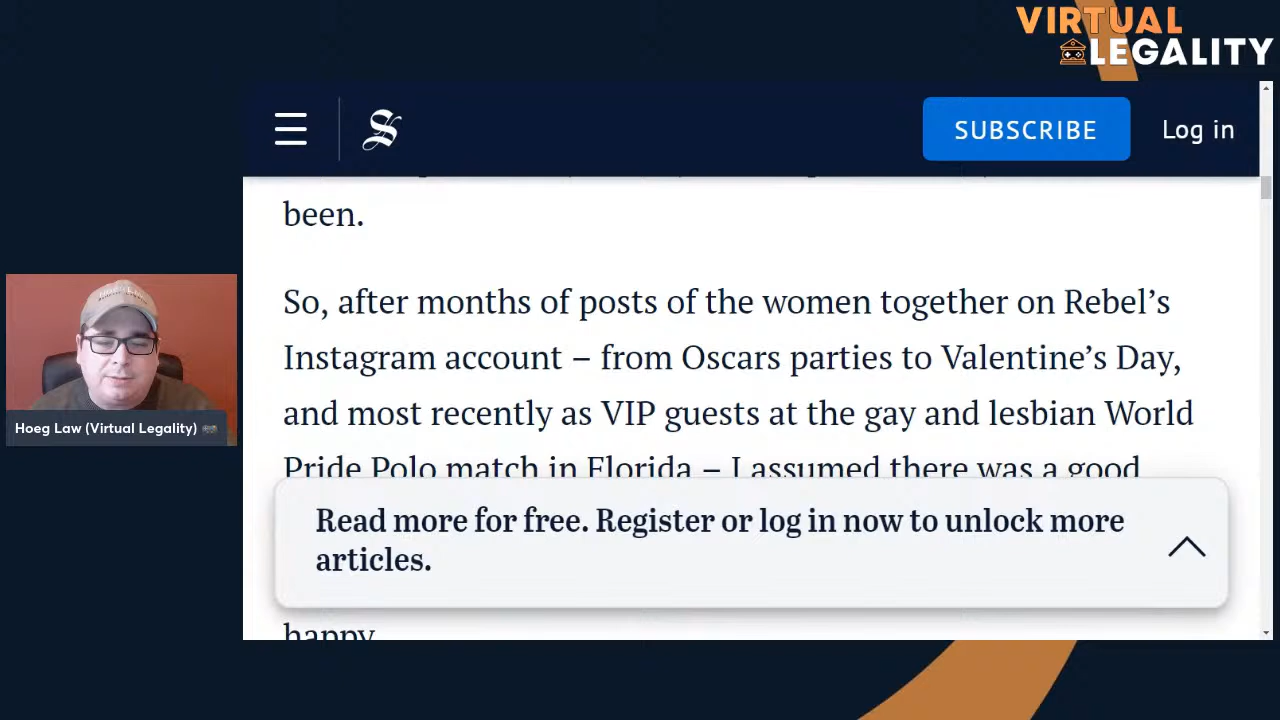 VIRTUAL
LEGALITY
S
SUBSCRIBE
Log in
been.
So, after months of posts of the women together on Rebel’s
Instagram account – from Oscars parties to Valentine’s Day,
and most recently as VIP guests at the gay and lesbian World
Pride Polo match in Florida – I assumed there was a good
Read more for free. Register or log in now to unlock more
articles.
happy
Hoeg Law (Virtual Legality)